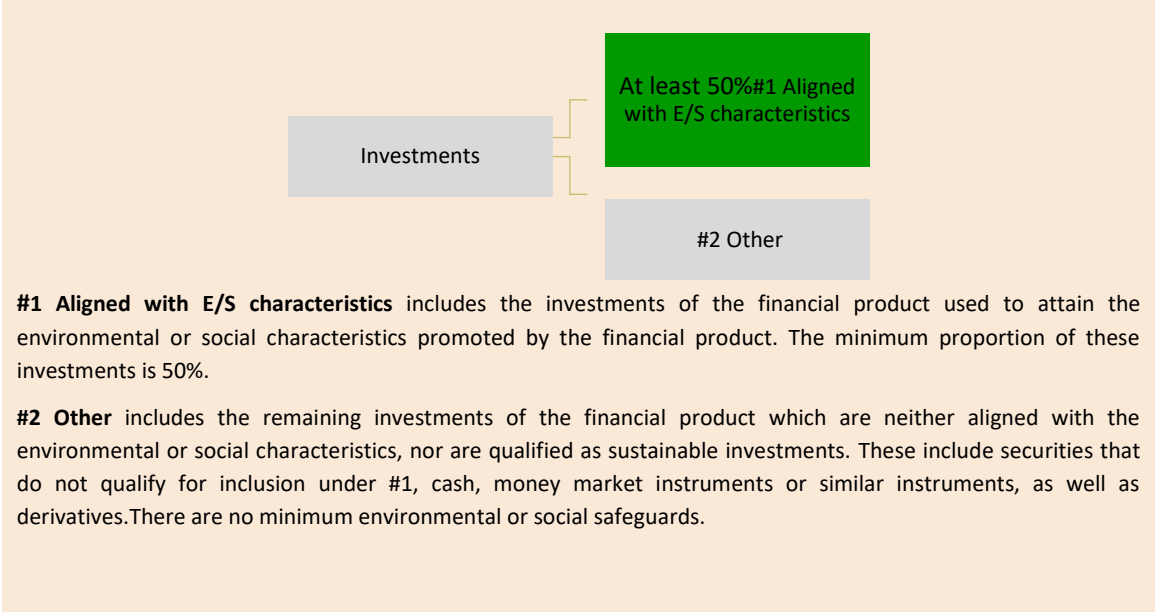 At least 50%#1 Aligned
with E/S characteristics
Investments
#2 Other
#1 Aligned with E/S characteristics includes the investments of the financial product used to attain the
environmental or social characteristics promoted by the financial product. The minimum proportion of these
investments is 50%.
#2 Other includes the remaining investments of the financial product which are neither aligned with the
environmental or social characteristics, nor are qualified as sustainable investments. These include securities that
do not qualify for inclusion under #1, cash, money market instruments or similar instruments, as well as
derivatives.There are no minimum environmental or social safeguards.